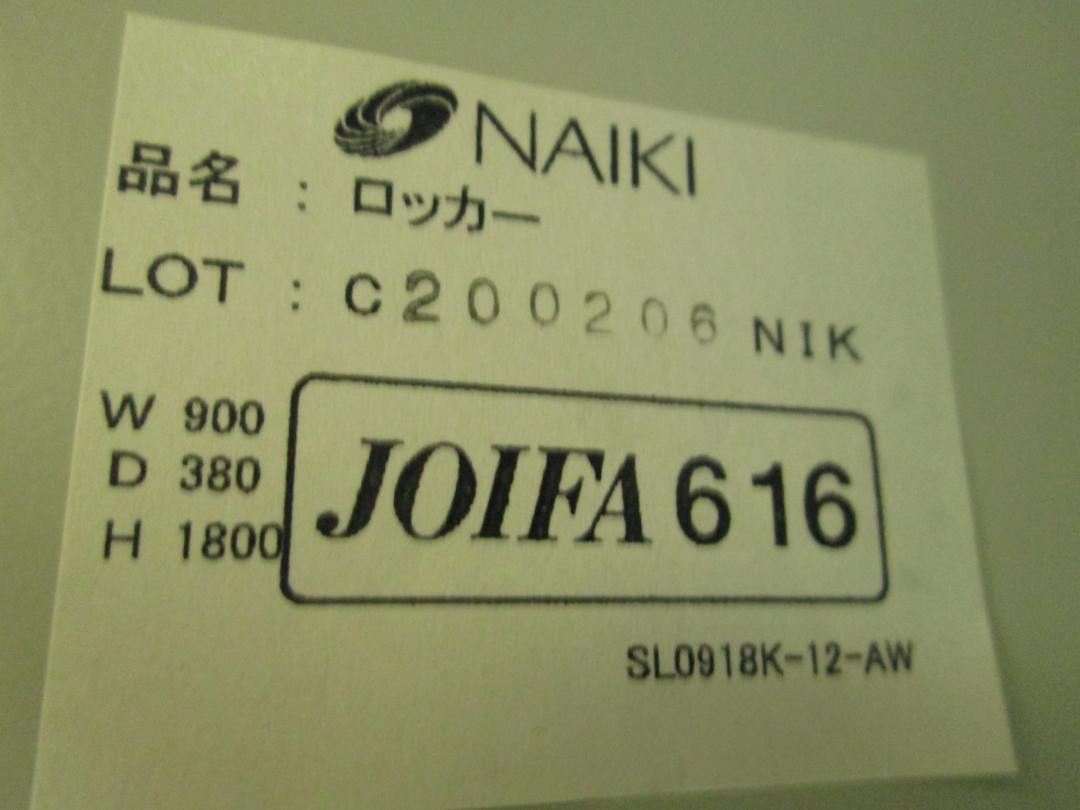 NAIKI
品名 : ロッカー
LOT : C200206 NIK
W 900
D 380
H 1800
JOIFA 616
SL0918K-12-AW